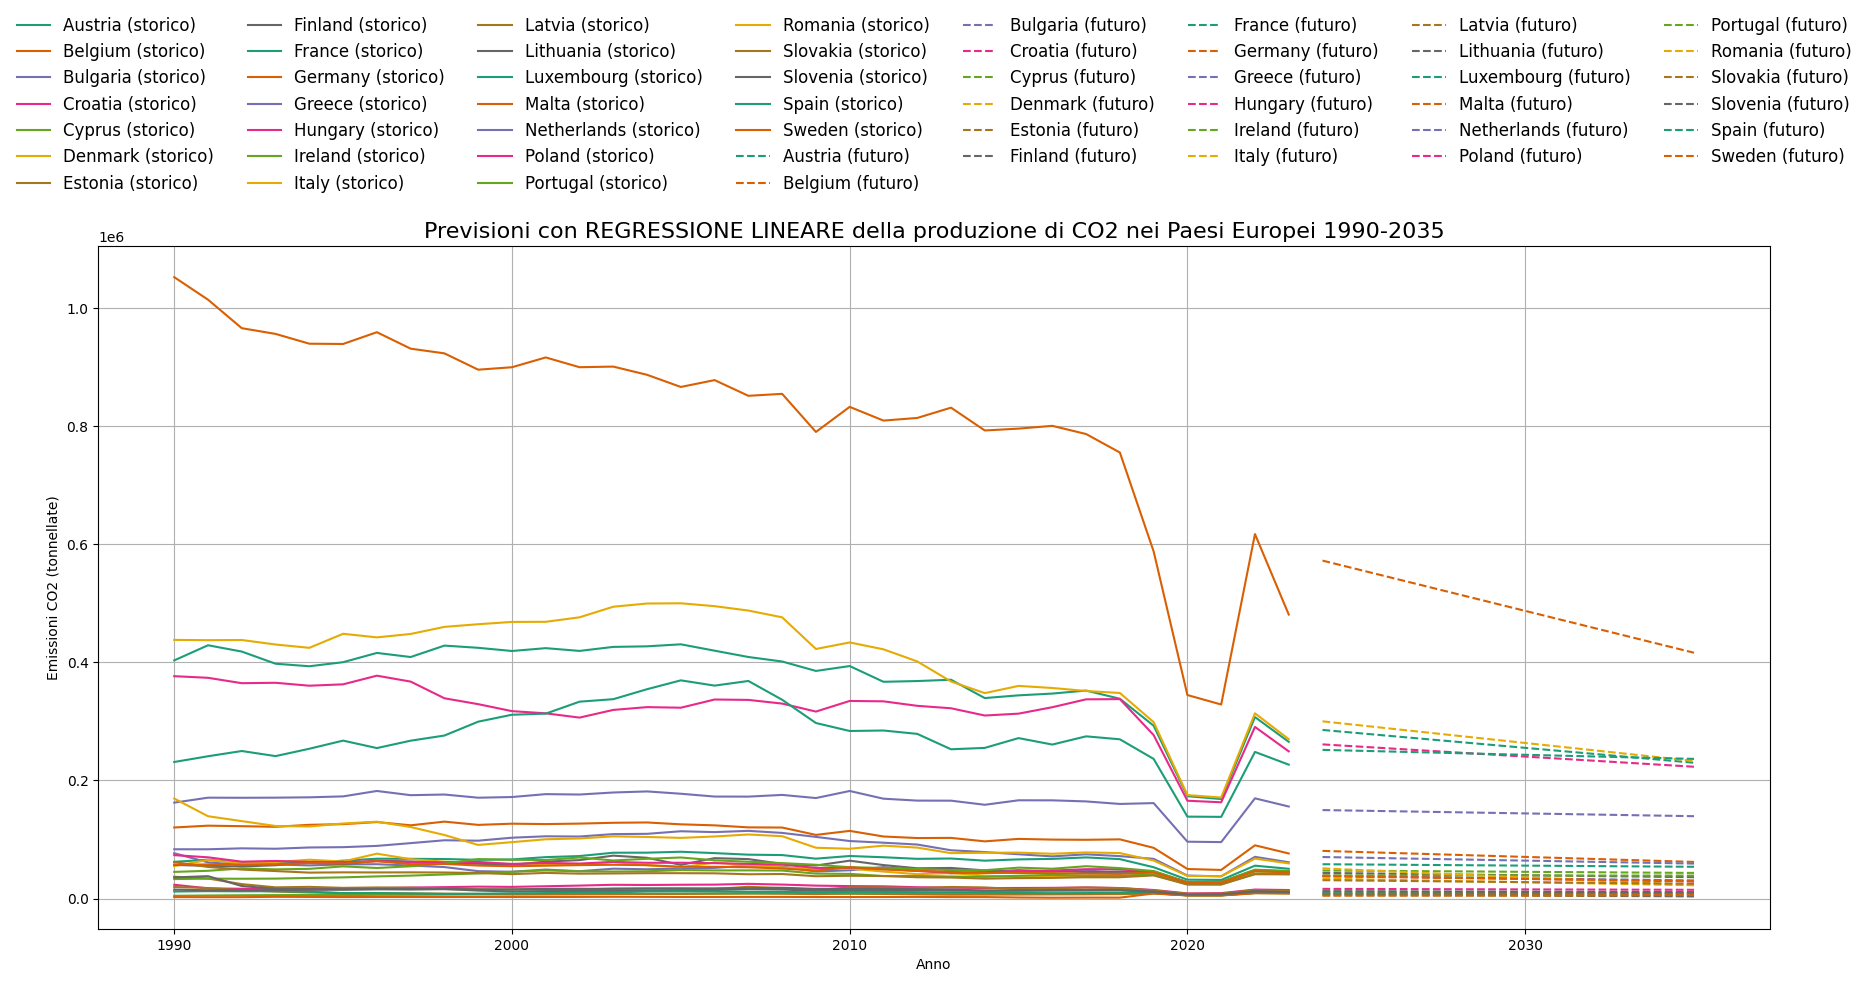 Austria (storico) Finland (storico) Latvia (storico) Romania (storico) Bulgaria (futuro) France (futuro) Latvia (futuro) Portugal (futuro)
Belgium (storico) France (storico) Lithuania (storico) Slovakia (storico) Croatia (futuro) Germany (futuro) Lithuania (futuro) Romania (futuro)
Bulgaria (storico) Germany (storico) Luxembourg (storico) Slovenia (storico) Cyprus (futuro) Greece (futuro) Luxembourg (futuro) Slovakia (futuro)
Croatia (storico) Greece (storico) Malta (storico) Spain (storico) Denmark (futuro) Hungary (futuro) Malta (futuro) Slovenia (futuro)
Cyprus (storico) Hungary (storico) Netherlands (storico) Sweden (storico) Estonia (futuro) Ireland (futuro) Netherlands (futuro) Spain (futuro)
Denmark (storico) Ireland (storico) Poland (storico) Austria (futuro) Finland (futuro) Italy (futuro) Poland (futuro) Sweden (futuro)
Estonia (storico) Italy (storico) Portugal (storico) Belgium (futuro)
Previsioni con REGRESSIONE LINEARE della produzione di CO2 nei Paesi Europei 1990-2035
1e6
1.0
0.8
0.6
0.4
0.2
0.0
Emissioni CO2 (tonnellate)
1990 2000 2010 2020 2030
Anno